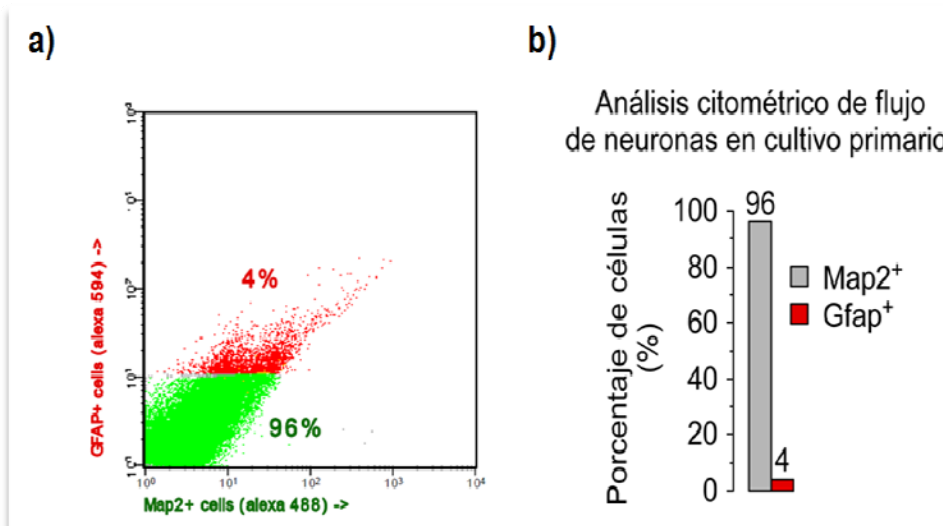 a)
GFAP+ cells (alexa 594) ->
4%
96%
10⁰ 10¹ 10² 10³ 10⁴
Map2+ cells (alexa 488) ->
b)
Análisis citométrico de flujo
de neuronas en cultivo primario
Porcentaje de células
(%)
100
80
60
40
20
0
96
4
Map2⁺
Gfap⁺